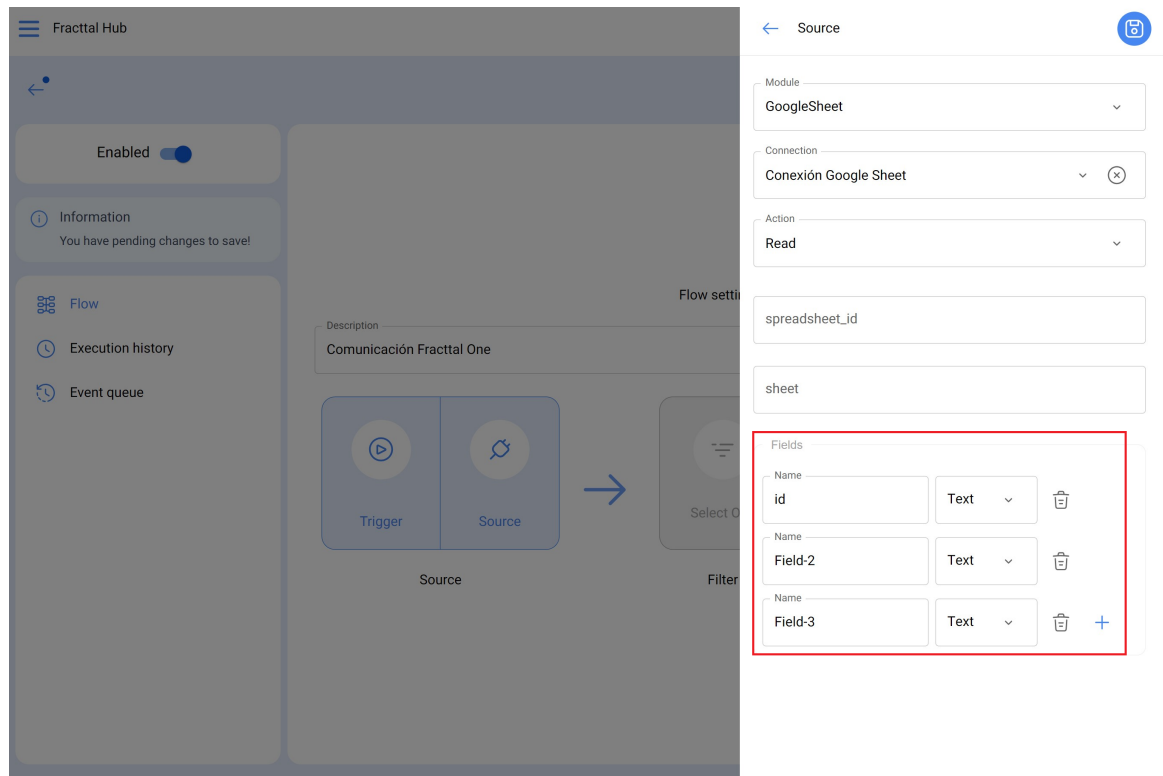 Fracttal Hub
Enabled
Information
You have pending changes to save!
Flow
Execution history
Event queue
Flow setti
Description
Comunicación Fracttal One
Trigger
Source
Select O
Source
Filter
Source
Module
GoogleSheet
Connection
Conexión Google Sheet
Action
Read
spreadsheet_id
sheet
Fields
Name
id
Text
Name
Field-2
Text
Name
Field-3
Text